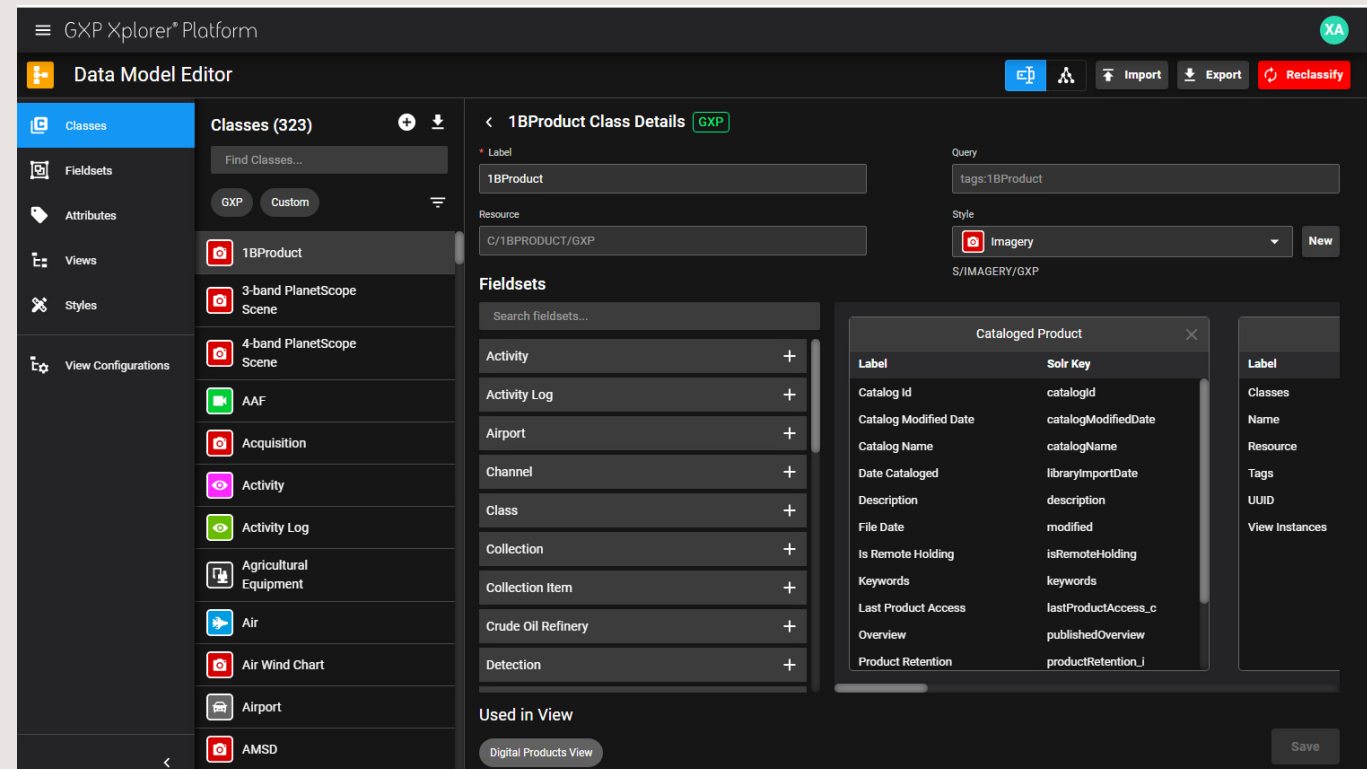 GXP Xplorer® Platform
XA
Data Model Editor
Import
Export
Reclassify
Classes
Fieldsets
Attributes
Views
Styles
View Configurations
Classes (323)
Find Classes...
GXP Custom
1BProduct
3-band PlanetScope
Scene
4-band PlanetScope
Scene
AAF
Acquisition
Activity
Activity Log
Agricultural
Equipment
Air
Air Wind Chart
Airport
AMSD
1BProduct Class Details GXP
* Label
1BProduct
Query
tags:1BProduct
Resource
C/1BPRODUCT/GXP
Style
Imagery
New
S/IMAGERY/GXP
Fieldsets
Search fieldsets...
Activity
Activity Log
Airport
Channel
Class
Collection
Collection Item
Crude Oil Refinery
Detection
Cataloged Product
Label Solr Key
Catalog Id catalogId
Catalog Modified Date catalogModifiedDate
Catalog Name catalogName
Date Cataloged libraryImportDate
Description description
File Date modified
Is Remote Holding isRemoteHolding
Keywords keywords
Last Product Access lastProductAccess_c
Overview publishedOverview
Product Retention productRetention_i
Label
Classes
Name
Resource
Tags
UUID
View Instances
Used in View
Digital Products View
Save